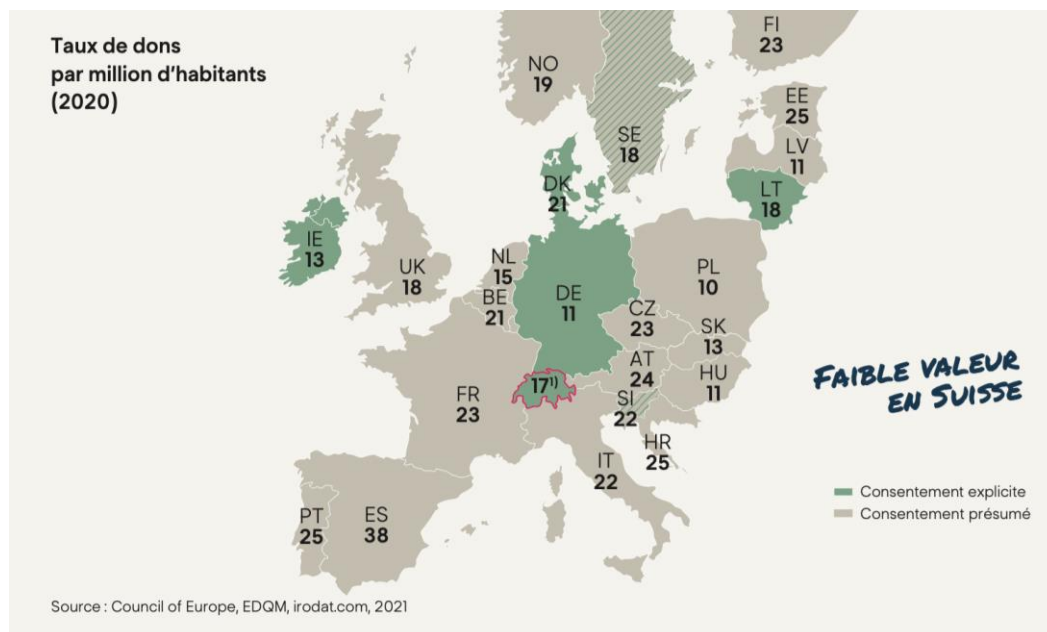 Taux de dons
par million d'habitants
(2020)
FI
23
NO
19
EE
25
SE
18
LV
11
DK
21
LT
18
IE
13
UK
18
NL
15
BE
21
DE
11
PL
10
CZ
23
SK
13
AT
24
HU
11
17¹⁾
SI
22
FR
23
HR
25
IT
22
PT
25
ES
38
FAIBLE VALEUR
EN SUISSE
Consentement explicite
Consentement présumé
Source : Council of Europe, EDQM, irodat.com, 2021